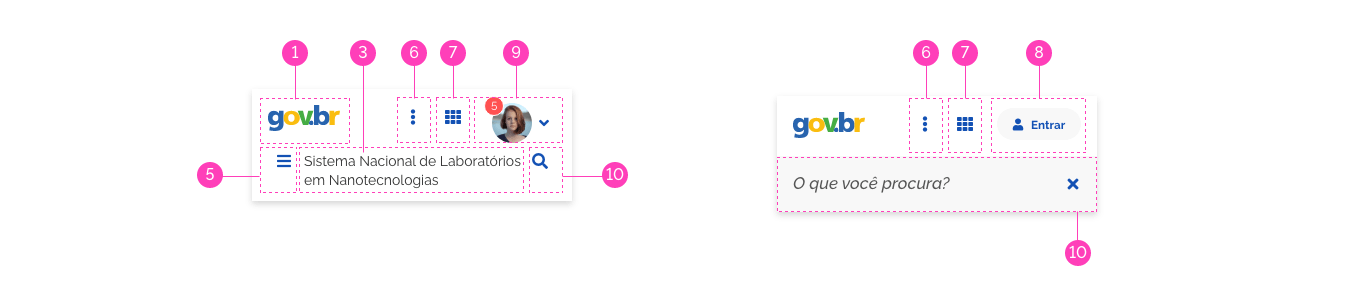 1
3
6
7
9
gov.br
5
Sistema Nacional de Laboratórios
em Nanotecnologias
5
10
6
7
8
gov.br
Entrar
O que você procura?
10